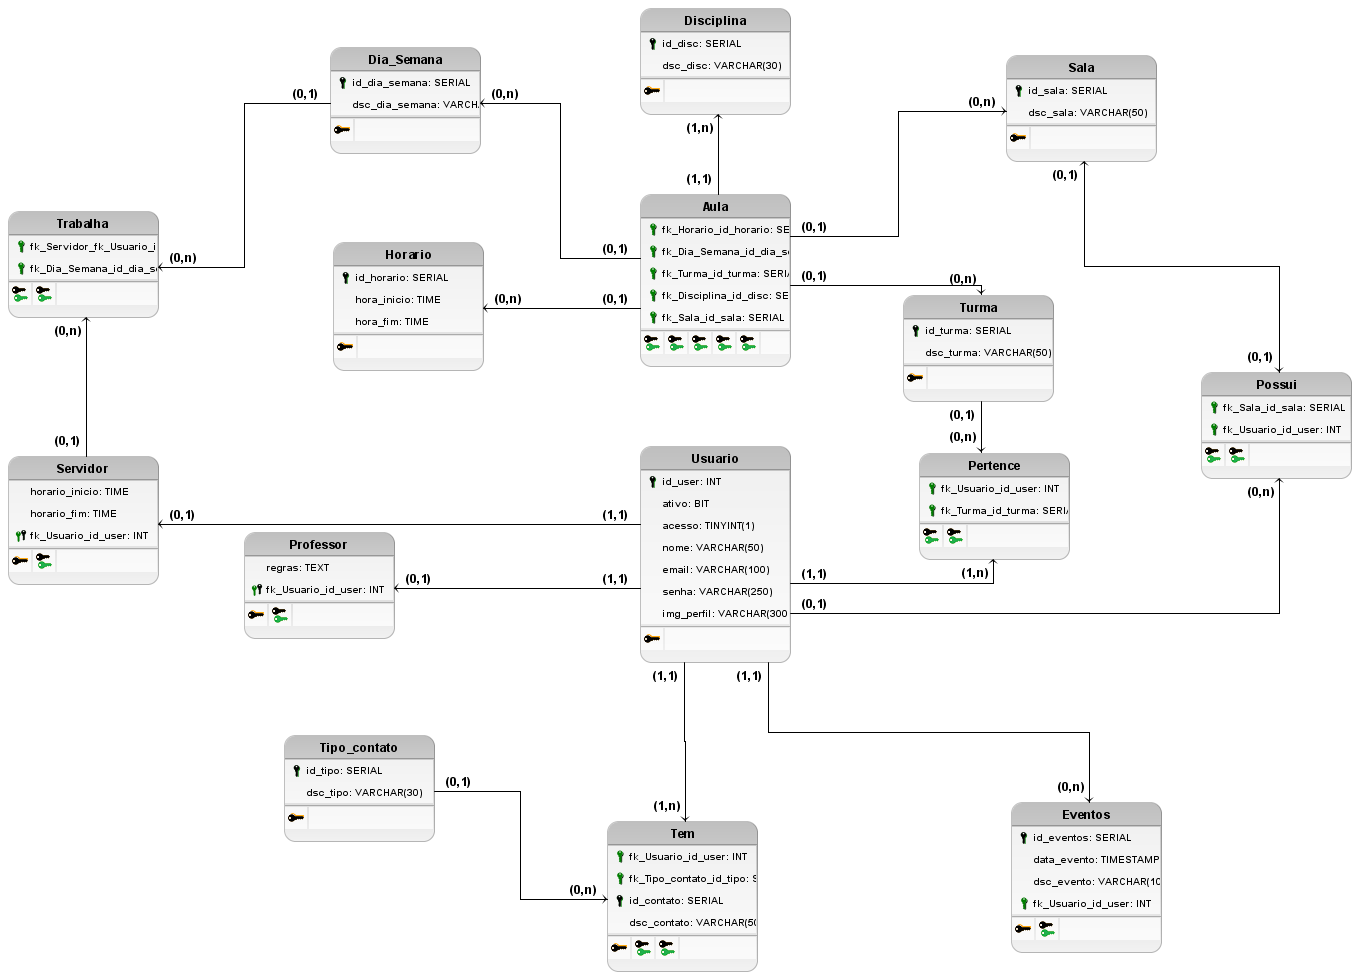 Disciplina
id_disc: SERIAL
dsc_disc: VARCHAR(30)
(1,n)
Dia_Semana
id_dia_semana: SERIAL
dsc_dia_semana: VARCH
(0,1)
(0,n)
Sala
id_sala: SERIAL
dsc_sala: VARCHAR(50)
(0,n)
(0,1)
Trabalha
fk_Servidor_fk_Usuario_i
fk_Dia_Semana_id_dia_s
(0,n)
(0,n)
Horario
id_horario: SERIAL
hora_inicio: TIME
hora_fim: TIME
(0,n)
(1,1)
Aula
fk_Horario_id_horario: SE
fk_Dia_Semana_id_dia_s
fk_Turma_id_turma: SERI
fk_Disciplina_id_disc: SE
fk_Sala_id_sala: SERIAL
(0,1)
(0,1)
(0,1)
(0,1)
(0,n)
Turma
id_turma: SERIAL
dsc_turma: VARCHAR(50)
(0,1)
(0,n)
(0,1)
Possui
fk_Sala_id_sala: SERIAL
fk_Usuario_id_user: INT
(0,n)
(0,1)
Servidor
horario_inicio: TIME
horario_fim: TIME
fk_Usuario_id_user: INT
(0,1)
Professor
regras: TEXT
fk_Usuario_id_user: INT
(0,1)
Usuario
id_user: INT
ativo: BIT
acesso: TINYINT(1)
nome: VARCHAR(50)
email: VARCHAR(100)
senha: VARCHAR(250)
img_perfil: VARCHAR(300
(1,1)
(1,1)
(1,1)
(0,1)
(1,1)
(1,1)
Pertence
fk_Usuario_id_user: INT
fk_Turma_id_turma: SERI
(1,n)
Tipo_contato
id_tipo: SERIAL
dsc_tipo: VARCHAR(30)
(0,1)
(0,n)
(1,n)
Tem
fk_Usuario_id_user: INT
fk_Tipo_contato_id_tipo: S
id_contato: SERIAL
dsc_contato: VARCHAR(50
(0,n)
Eventos
id_eventos: SERIAL
data_evento: TIMESTAMP
dsc_evento: VARCHAR(10
fk_Usuario_id_user: INT